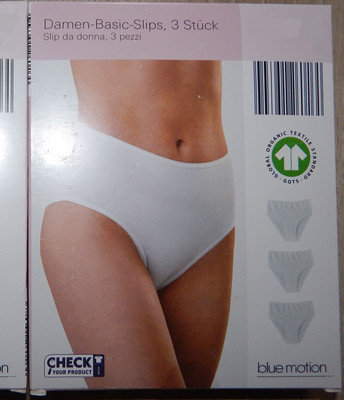 Damen-Basic-Slips, 3 Stück
Slip da donna, 3 pezzi
GLOBAL ORGANIC TEXTILE STANDARD
· GOTS ·
CHECK
YOUR PRODUCT
blue motion
on